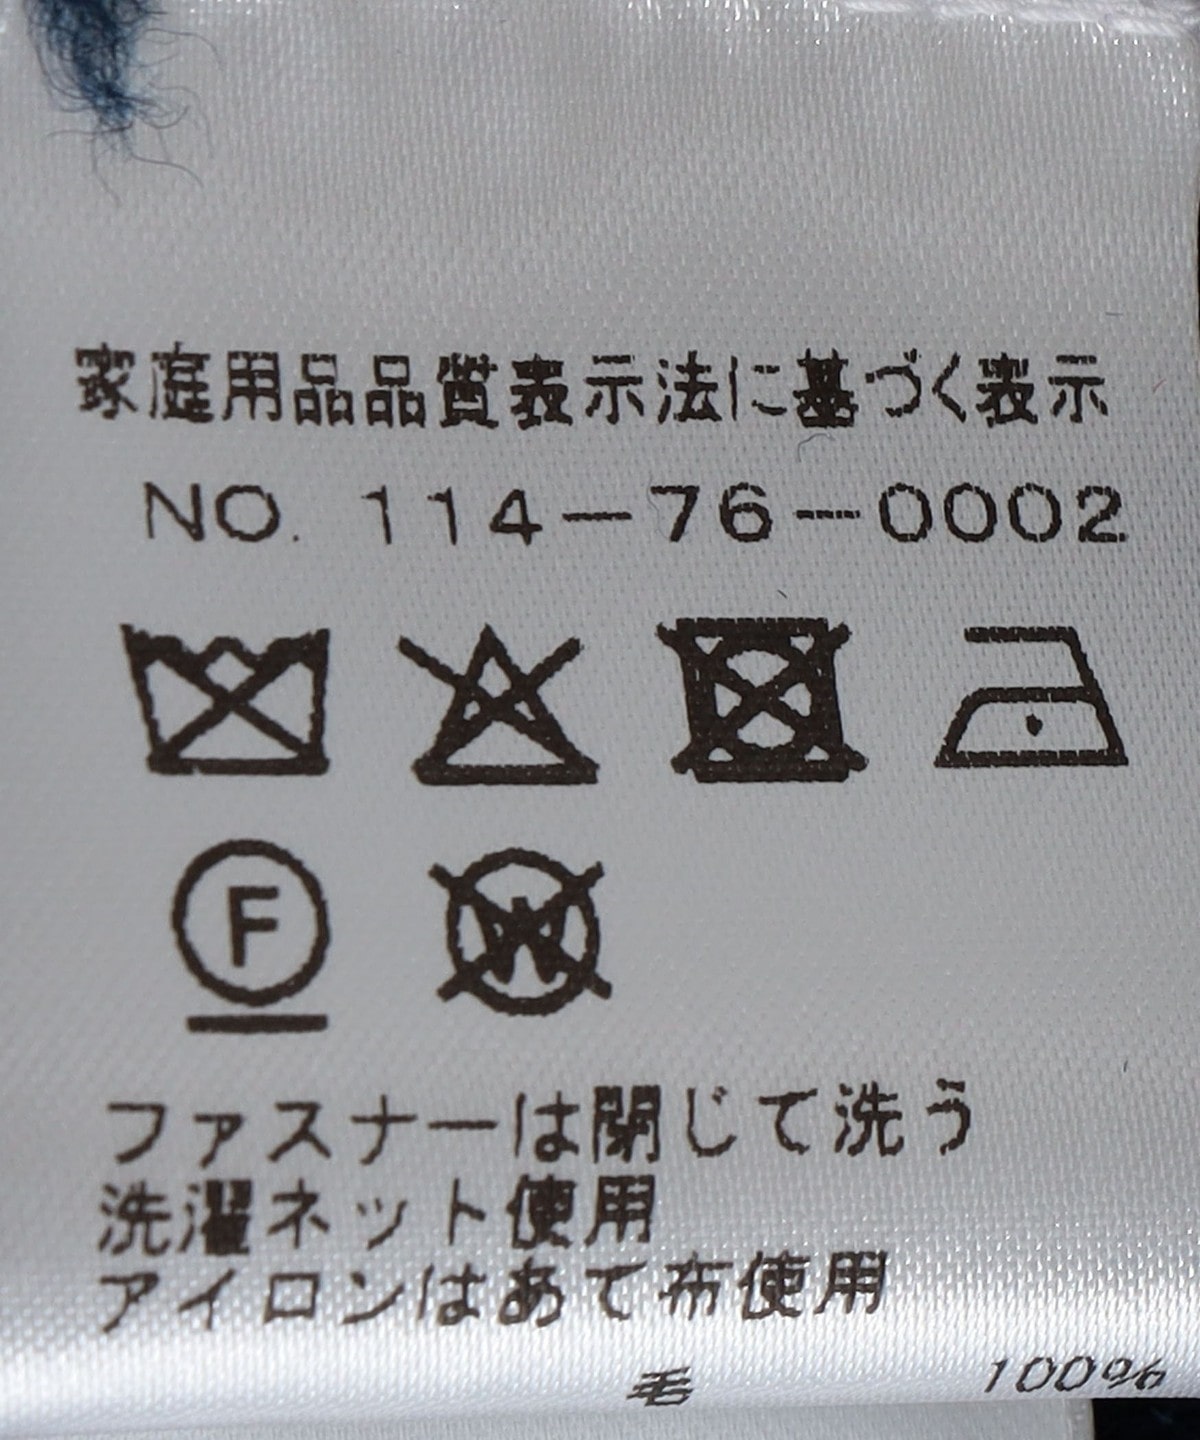 家庭用品品質表示法に基づく表示
NO. 114-76-0002
F
W
ファスナーは閉じて洗う
洗濯ネット使用
アイロンはあて布使用
毛 100%